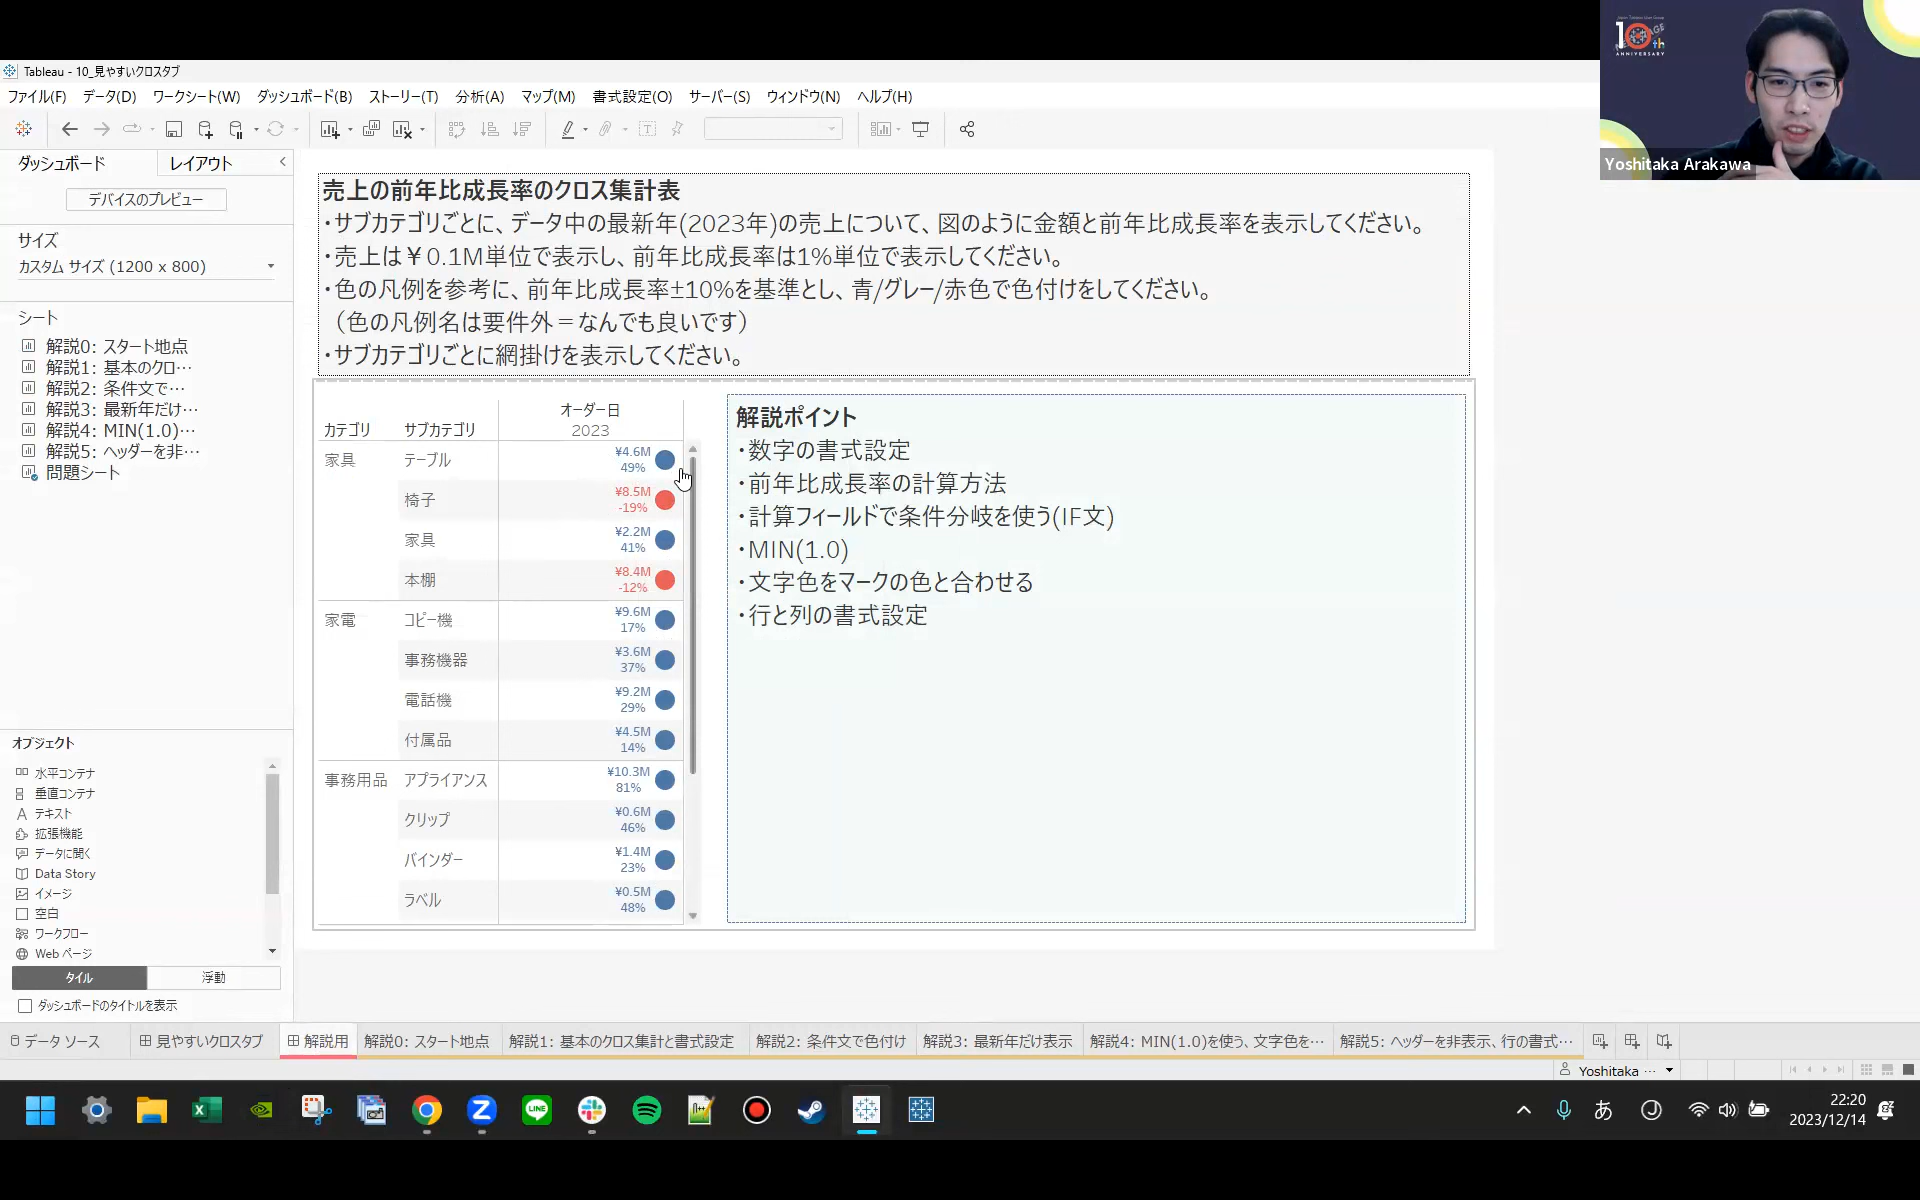 Tableau - 10_見やすいクロスタブ
ファイル(F) データ(D) ワークシート(W) ダッシュボード(B) ストーリー(T) 分析(A) マップ(M) 書式設定(O) サーバー(S) ウィンドウ(N) ヘルプ(H)
10th
ANNIVERSARY
Yoshitaka Arakawa
ダッシュボード レイアウト
デバイスのプレビュー
サイズ
カスタム サイズ (1200 x 800)
シート
解説0: スタート地点
解説1: 基本のクロ…
解説2: 条件文で…
解説3: 最新年だけ…
解説4: MIN(1.0)…
解説5: ヘッダーを非…
問題シート
売上の前年比成長率のクロス集計表
・サブカテゴリごとに、データ中の最新年(2023年)の売上について、図のように金額と前年比成長率を表示してください。
・売上は￥0.1M単位で表示し、前年比成長率は1%単位で表示してください。
・色の凡例を参考に、前年比成長率±10%を基準とし、青/グレー/赤色で色付けをしてください。
（色の凡例名は要件外＝なんでも良いです）
・サブカテゴリごとに網掛けを表示してください。
オーダー日
カテゴリ サブカテゴリ 2023
家具 テーブル ¥4.6M
49%
椅子 ¥8.5M
-19%
家具 ¥2.2M
41%
本棚 ¥8.4M
-12%
家電 コピー機 ¥9.6M
17%
事務機器 ¥3.6M
37%
電話機 ¥9.2M
29%
付属品 ¥4.5M
14%
事務用品 アプライアンス ¥10.3M
81%
クリップ ¥0.6M
46%
バインダー ¥1.4M
23%
ラベル ¥0.5M
48%
解説ポイント
・数字の書式設定
・前年比成長率の計算方法
・計算フィールドで条件分岐を使う(IF文)
・MIN(1.0)
・文字色をマークの色と合わせる
・行と列の書式設定
オブジェクト
水平コンテナ
垂直コンテナ
テキスト
拡張機能
データに聞く
Data Story
イメージ
空白
ワークフロー
Web ページ
タイル 浮動
ダッシュボードのタイトルを表示
データ ソース 見やすいクロスタブ 解説用 解説0: スタート地点 解説1: 基本のクロス集計と書式設定 解説2: 条件文で色付け 解説3: 最新年だけ表示 解説4: MIN(1.0)を使う、文字色を… 解説5: ヘッダーを非表示、行の書式…
Yoshitaka …
あ
22:20
2023/12/14